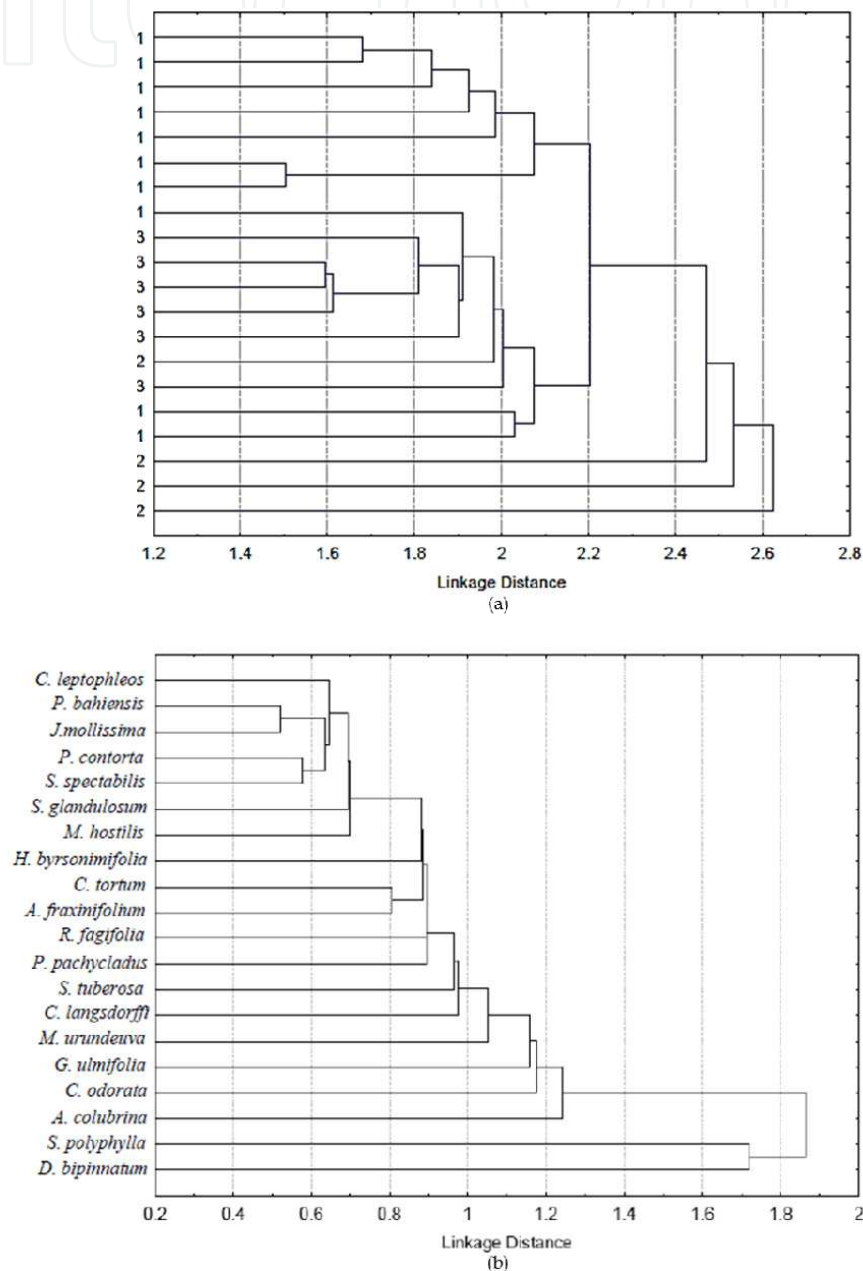 1
1
1
1
1
1
1
1
3
3
3
3
3
2
3
1
1
2
2
2
1.2 1.4 1.6 1.8 2 2.2 2.4 2.6 2.8
Linkage Distance
(a)
C. leptophleos
P. bahiensis
J.mollissima
P. contorta
S. spectabilis
S. glandulosum
M. hostilis
H. byrsonimifolia
C. tortum
A. fraxinifolium
R. fagifolia
P. pachycladus
S. tuberosa
C. langsdorffi
M. urundeuva
G. ulmifolia
C. odorata
A. colubrina
S. polyphylla
D. bipinnatum
0.2 0.4 0.6 0.8 1 1.2 1.4 1.6 1.8 2
Linkage Distance
(b)